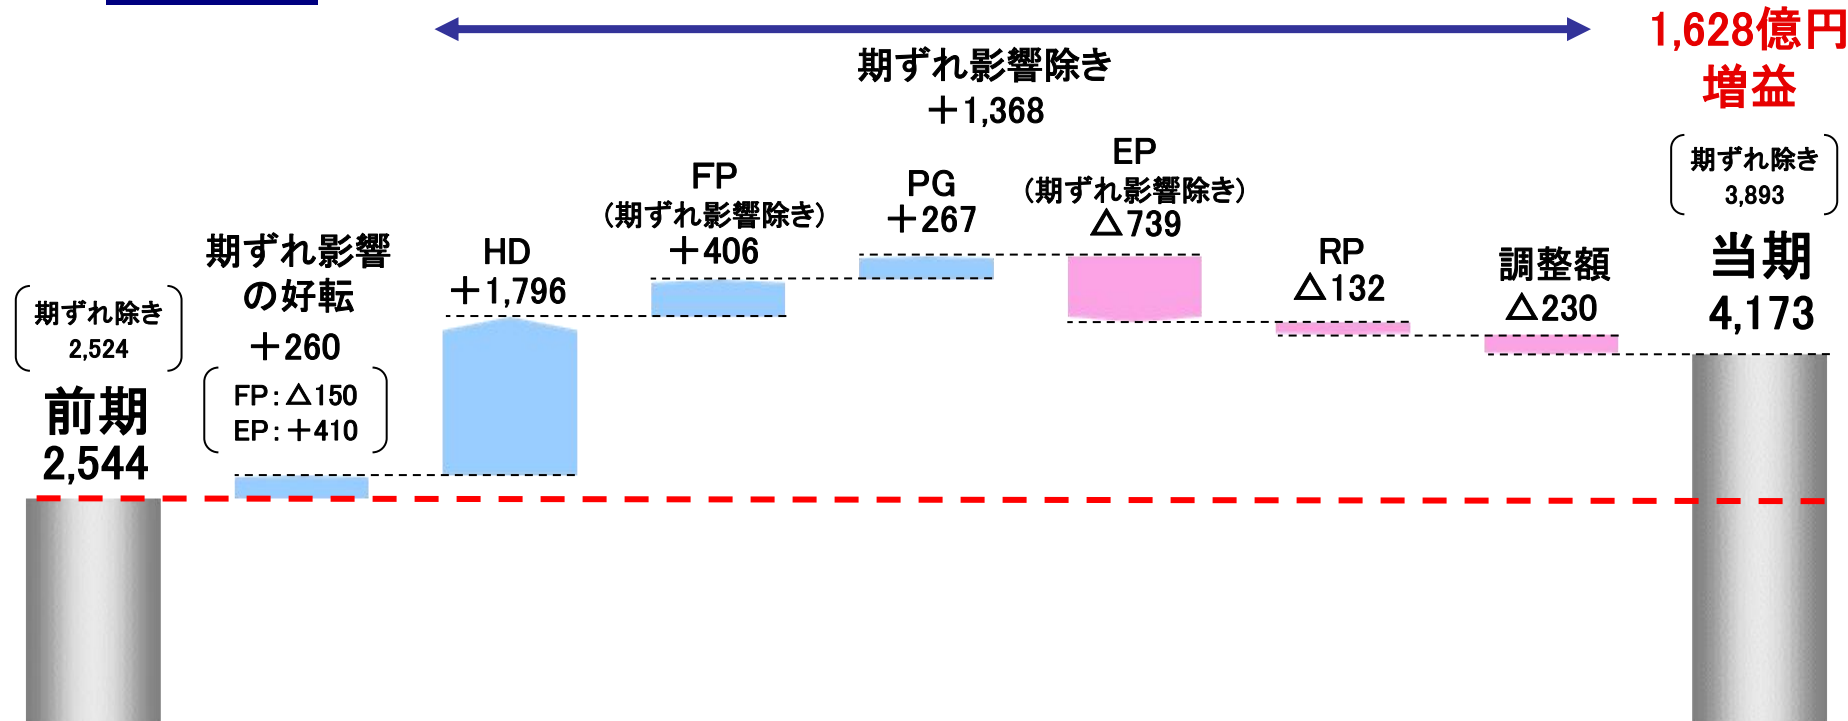 1,628億円
増益
期ずれ影響除き
＋1,368
期ずれ除き
2,524
前期
2,544
期ずれ影響
の好転
＋260
FP：△150
EP：＋410
HD
＋1,796
FP
（期ずれ影響除き）
＋406
PG
＋267
EP
（期ずれ影響除き）
△739
RP
△132
調整額
△230
期ずれ除き
3,893
当期
4,173